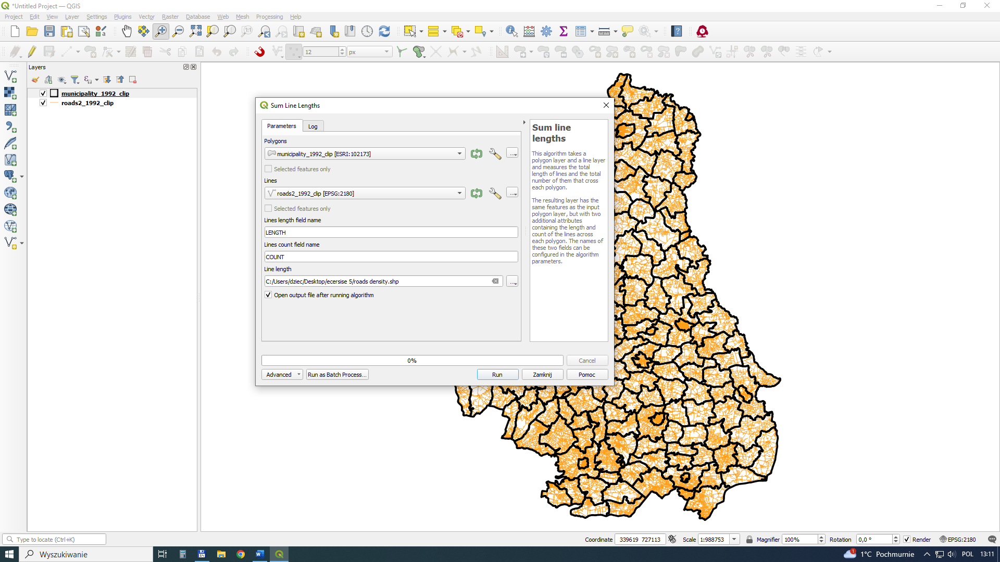 *Untitled Project — QGIS
Project Edit View Layer Settings Plugins Vector Raster Database Web Mesh Processing Help
12 px
Layers
municipality_1992_clip
roads2_1992_clip
Sum Line Lengths
Parameters Log
Polygons
municipality_1992_clip [ESRI:102173]
Selected features only
Lines
roads2_1992_clip [EPSG:2180]
Selected features only
Lines length field name
LENGTH
Lines count field name
COUNT
Line length
C:/Users/dziec/Desktop/ecersise 5/roads density.shp
Open output file after running algorithm
Sum line
lengths
This algorithm takes a
polygon layer and a line layer
and measures the total
length of lines and the total
number of them that cross
each polygon.
The resulting layer has the
same features as the input
polygon layer, but with two
additional attributes
containing the length and
count of the lines across
each polygon. The names of
these two fields can be
configured in the algorithm
parameters.
0% Cancel
Advanced Run as Batch Process... Run Zamknij Pomoc
Type to locate (Ctrl+K) Coordinate 339619 727113 Scale 1:988753 Magnifier 100% Rotation 0,0 ° Render EPSG:2180
Wyszukiwanie 1 1°C Pochmurnie POL 13:11